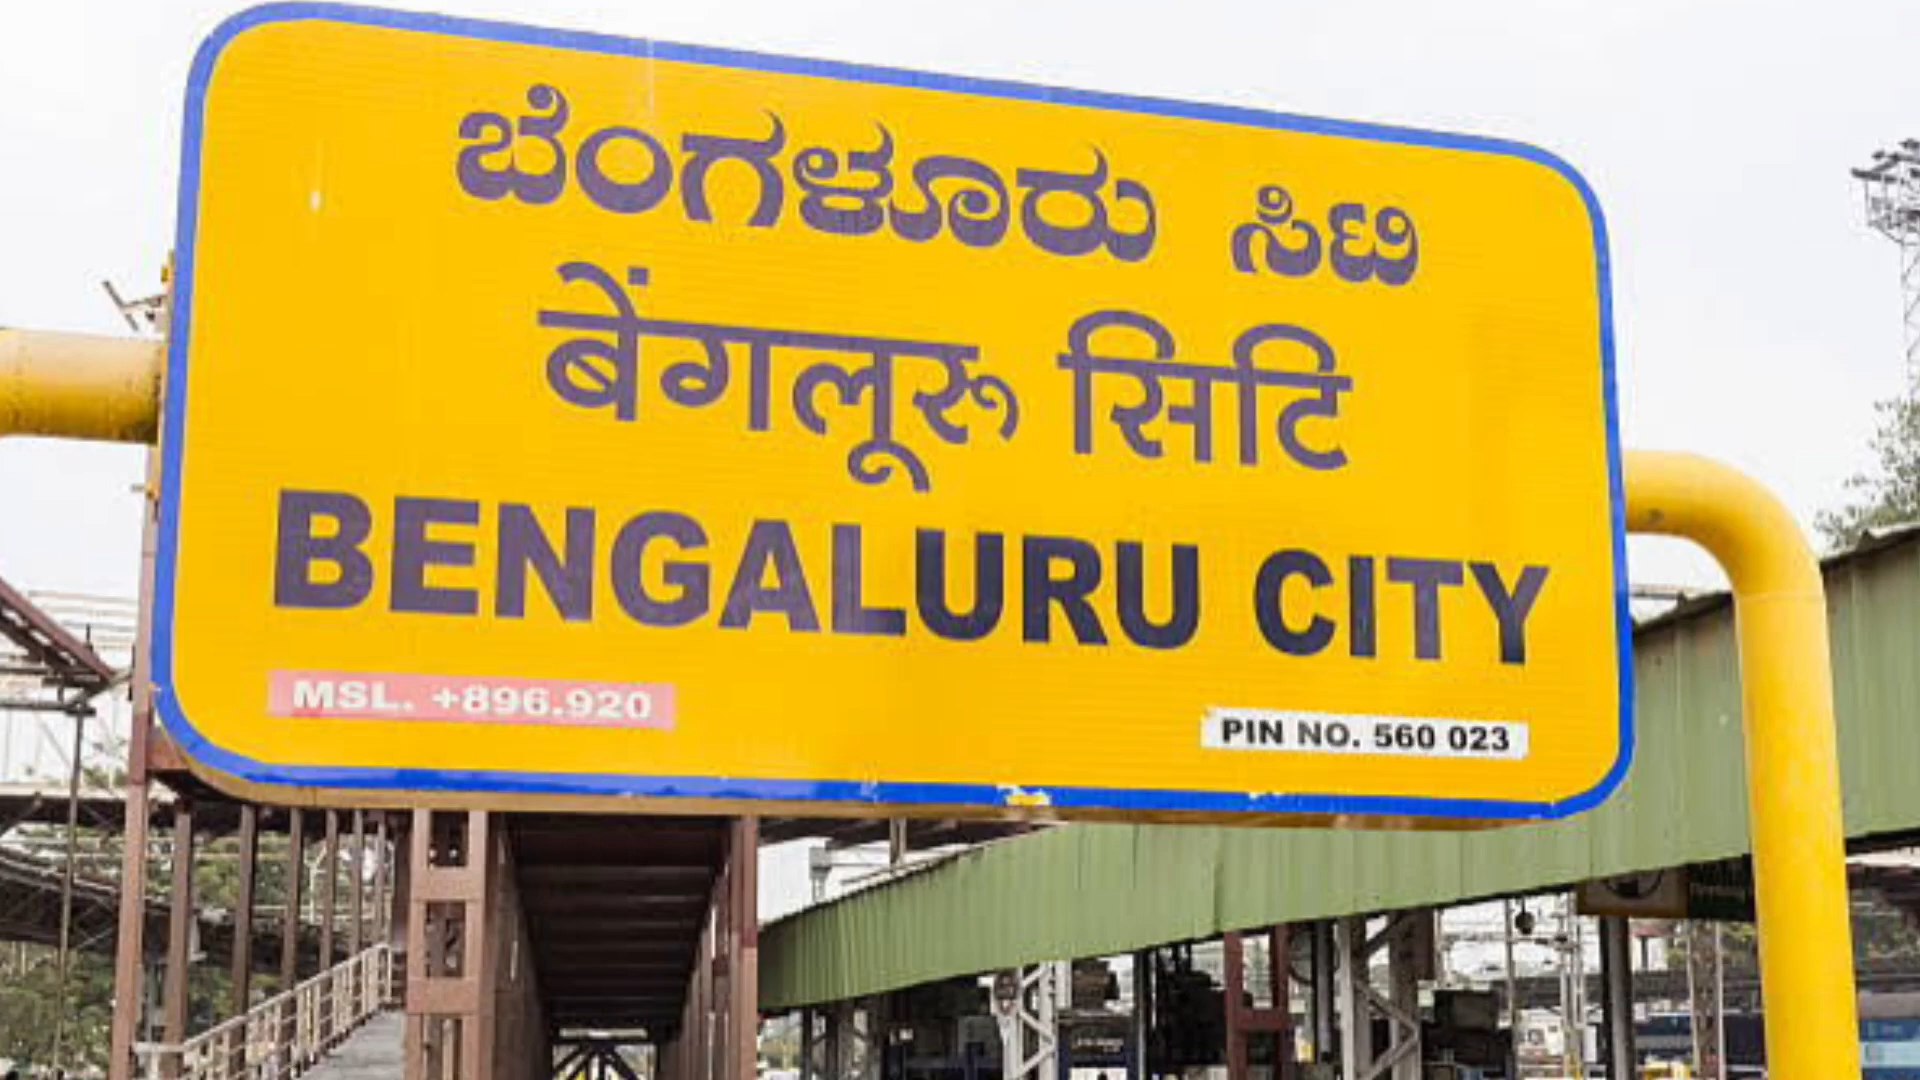 ಬೆಂಗಳೂರು ಸಿಟಿ
बेंगलूरू सिटि
BENGALURU CITY
MSL. +896.920
PIN NO. 560 023